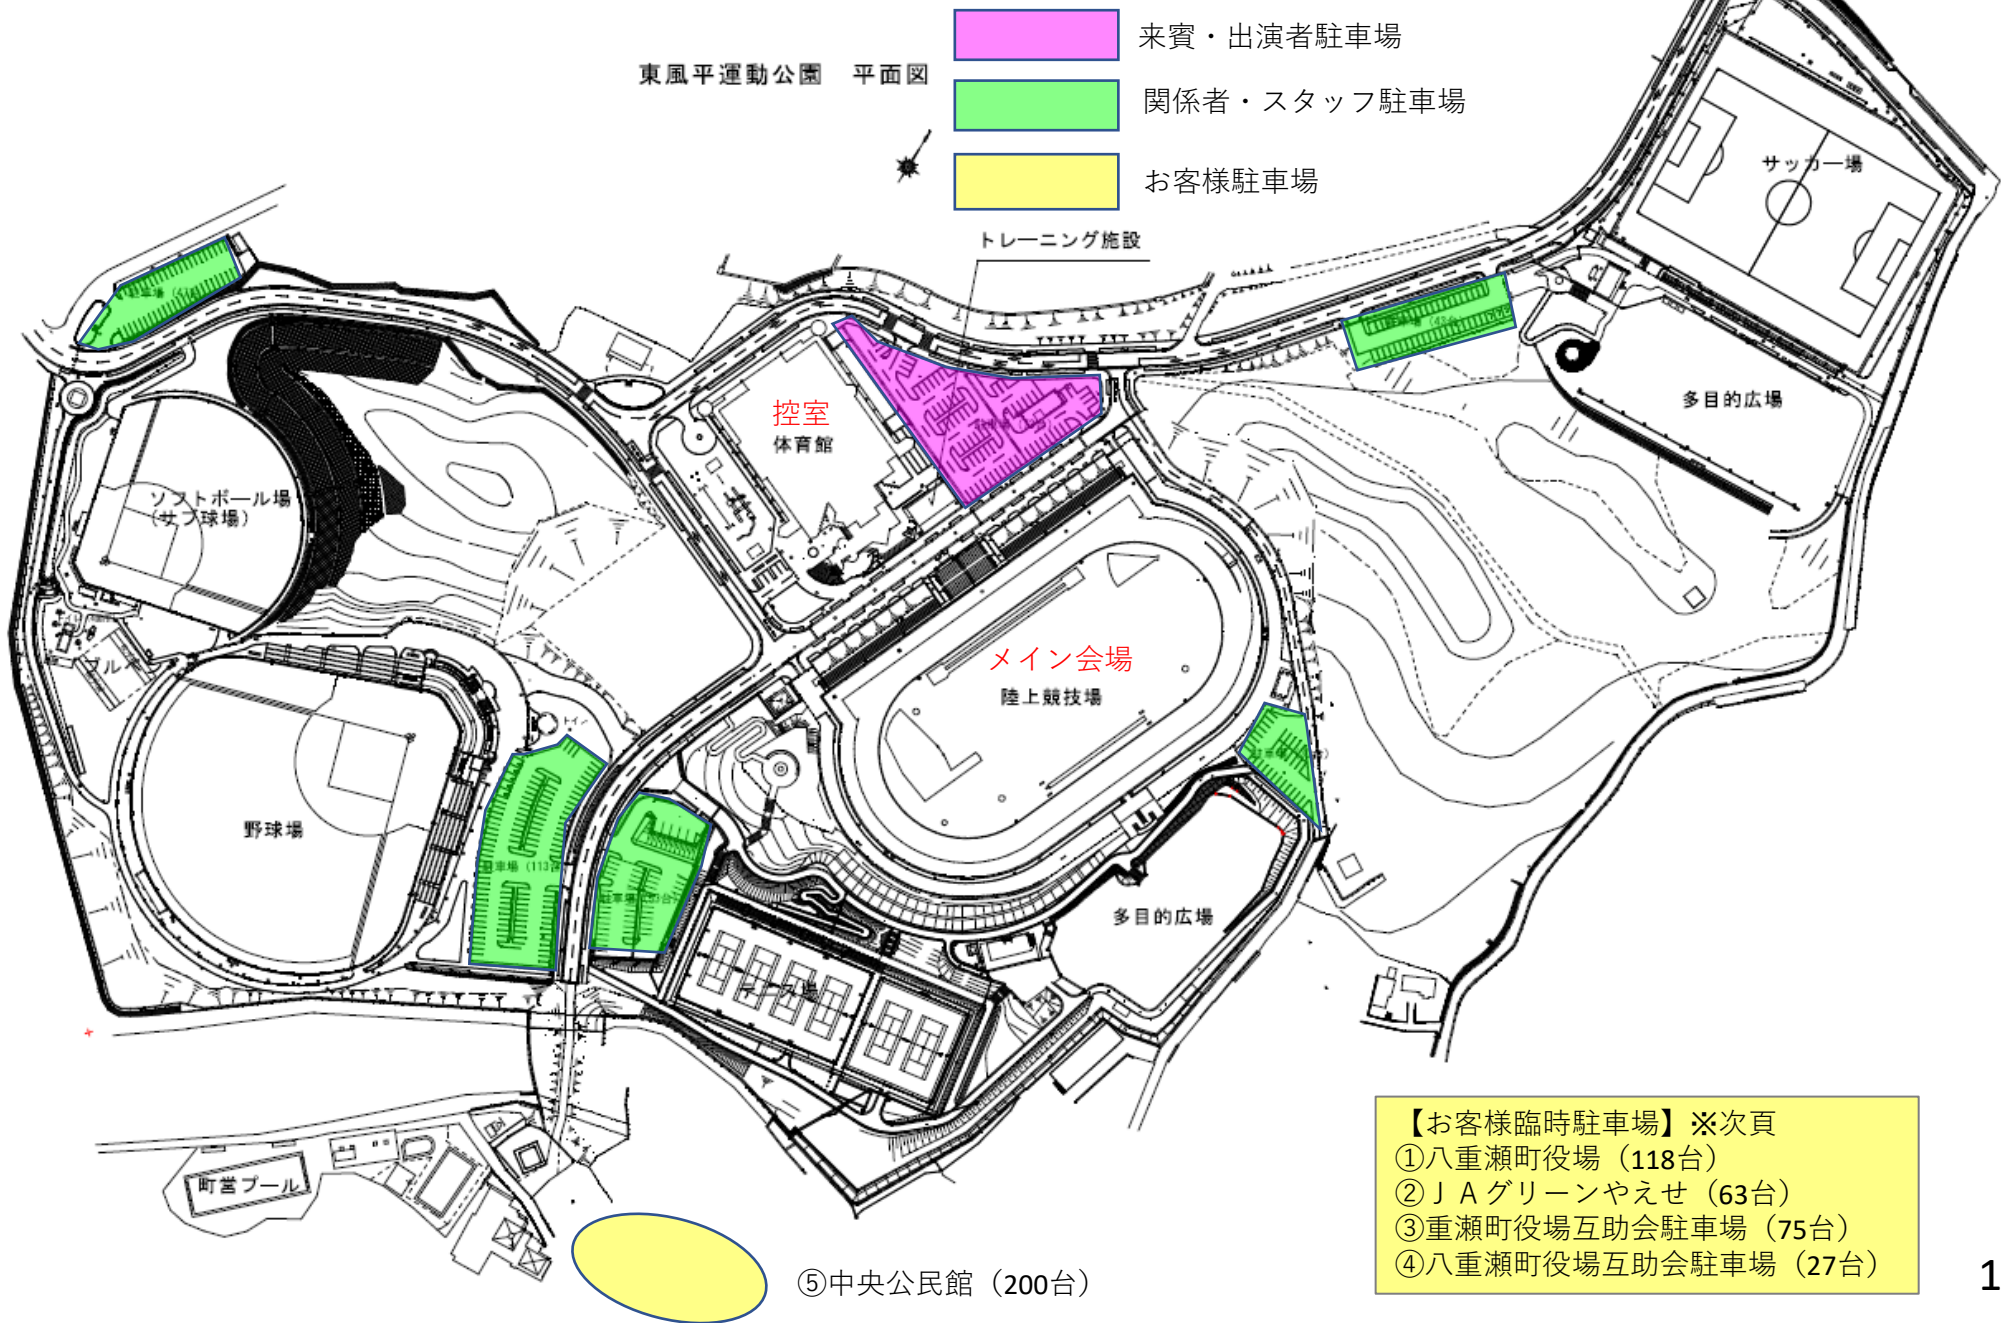 来賓・出演者駐車場
東風平運動公園 平面図
関係者・スタッフ駐車場
お客様駐車場
サッカー場
トレーニング施設
多目的広場
控室
体育館
ソフトボール場
(サブ球場)
メイン会場
陸上競技場
野球場
駐車場 (113台
多目的広場
テニス場
町営プール
【お客様臨時駐車場】※次頁
①八重瀬町役場（118台）
②ＪＡグリーンやえせ（63台）
③重瀬町役場互助会駐車場（75台）
④八重瀬町役場互助会駐車場（27台）
⑤中央公民館（200台）
1